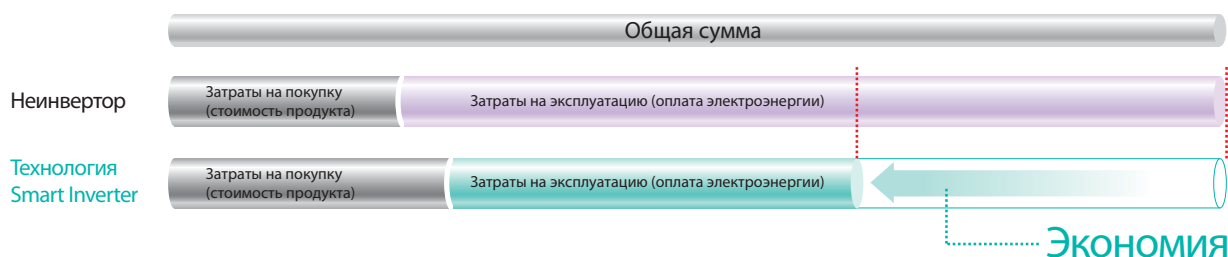 Общая сумма
Неинвертор
Затраты на покупку
(стоимость продукта)
Затраты на эксплуатацию (оплата электроэнергии)
Технология
Smart Inverter
Затраты на покупку
(стоимость продукта)
Затраты на эксплуатацию (оплата электроэнергии)
Экономия